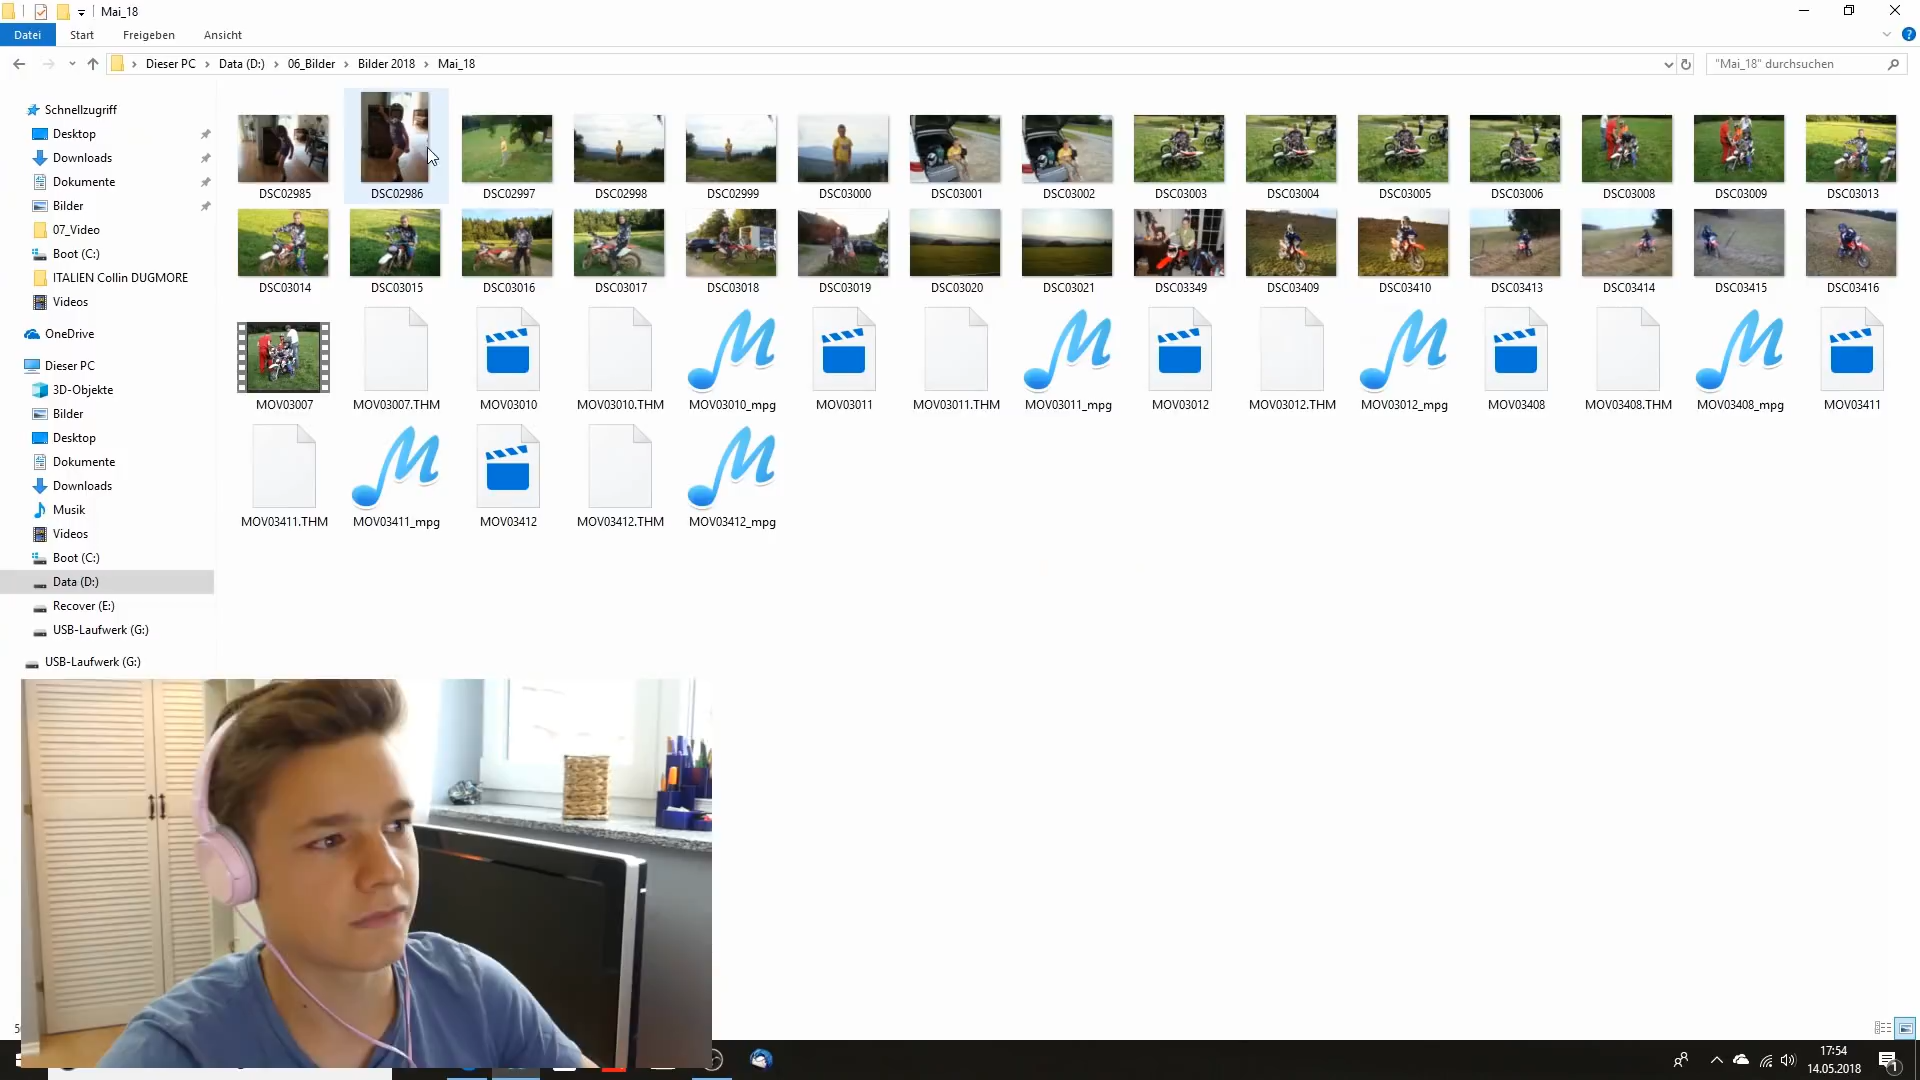 Mai_18
Datei Start Freigeben Ansicht
Dieser PC Data (D:) 06_Bilder Bilder 2018 Mai_18 "Mai_18" durchsuchen
Schnellzugriff
Desktop
Downloads
Dokumente
Bilder
07_Video
Boot (C:)
ITALIEN Collin DUGMORE
Videos
OneDrive
Dieser PC
3D-Objekte
Bilder
Desktop
Dokumente
Downloads
Musik
Videos
Boot (C:)
Data (D:)
Recover (E:)
USB-Laufwerk (G:)
USB-Laufwerk (G:)
DSC02985 DSC02986 DSC02997 DSC02998 DSC02999 DSC03000 DSC03001 DSC03002 DSC03003 DSC03004 DSC03005 DSC03006 DSC03008 DSC03009 DSC03013
DSC03014 DSC03015 DSC03016 DSC03017 DSC03018 DSC03019 DSC03020 DSC03021 DSC03349 DSC03409 DSC03410 DSC03413 DSC03414 DSC03415 DSC03416
MOV03007 MOV03007.THM MOV03010 MOV03010.THM MOV03010_mpg MOV03011 MOV03011.THM MOV03011_mpg MOV03012 MOV03012.THM MOV03012_mpg MOV03408 MOV03408.THM MOV03408_mpg MOV03411
MOV03411.THM MOV03411_mpg MOV03412 MOV03412.THM MOV03412_mpg
17:54
14.05.2018
1